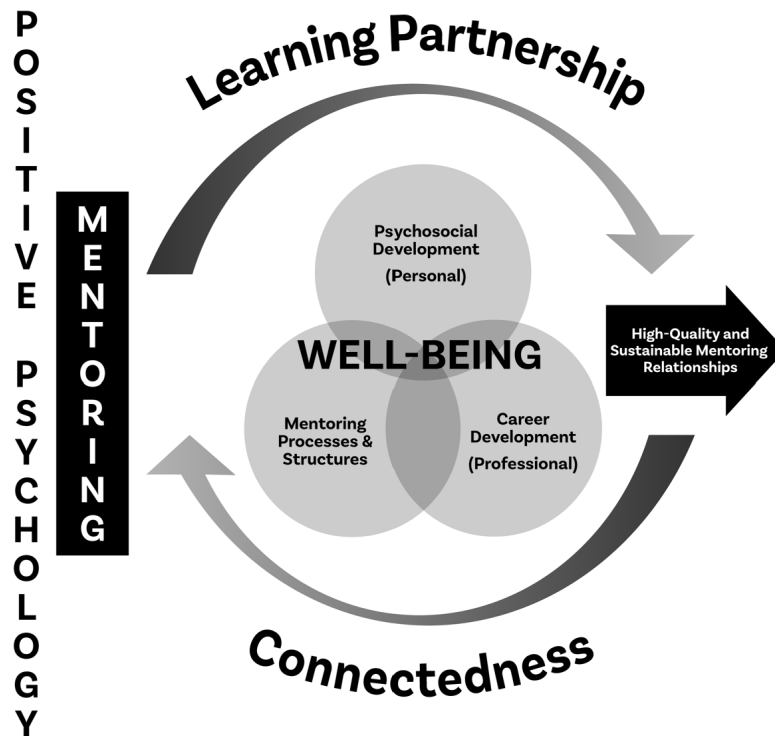 POSITIVE PSYCHOLOGY
MENTORING
Learning Partnership
Psychosocial
Development
(Personal)
WELL-BEING
Mentoring
Processes &
Structures
Career
Development
(Professional)
High-Quality and
Sustainable Mentoring
Relationships
Connectedness